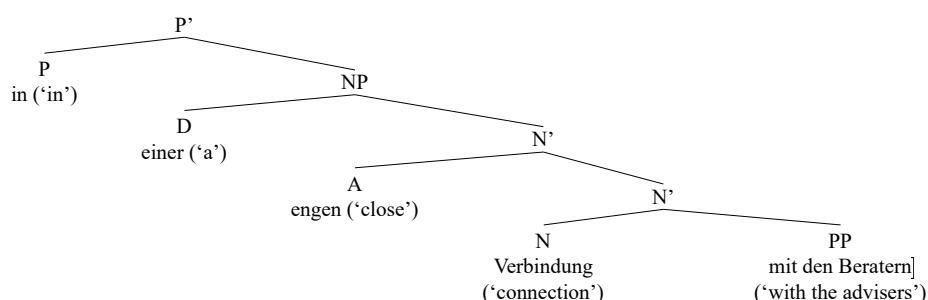 P’
P
in (‘in’)
NP
D
einer (‘a’)
N’
A
engen (‘close’)
N’
N
Verbindung
(‘connection’)
PP
mit den Beratern]
(‘with the advisers’)